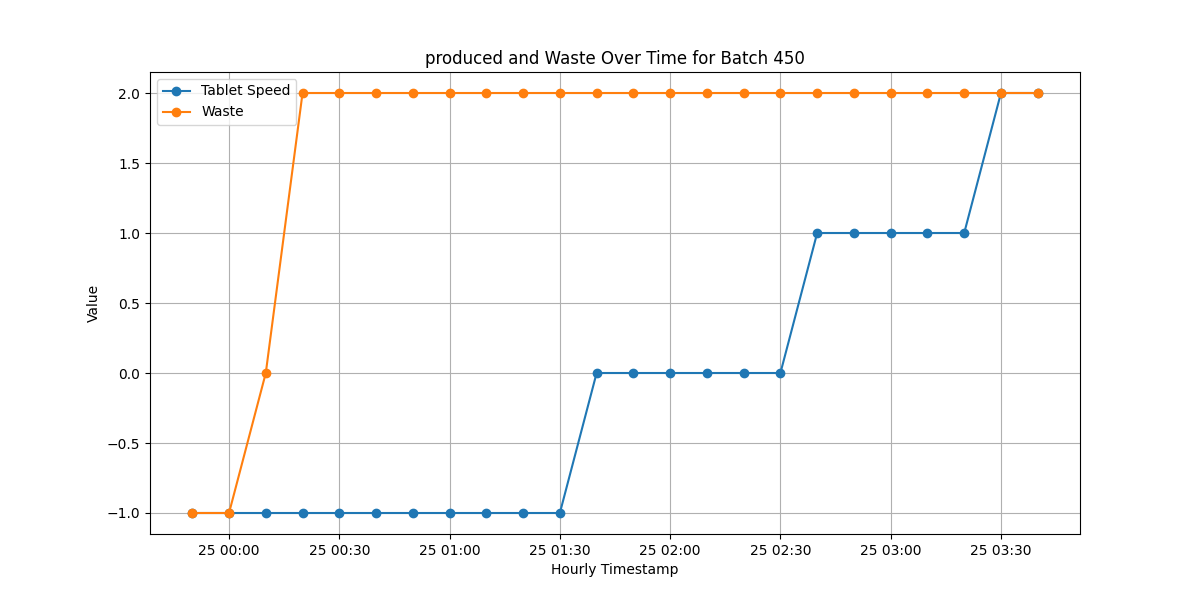 produced and Waste Over Time for Batch 450
Tablet Speed
Waste
Value
2.0
1.5
1.0
0.5
0.0
−0.5
−1.0
25 00:00 25 00:30 25 01:00 25 01:30 25 02:00 25 02:30 25 03:00 25 03:30
Hourly Timestamp